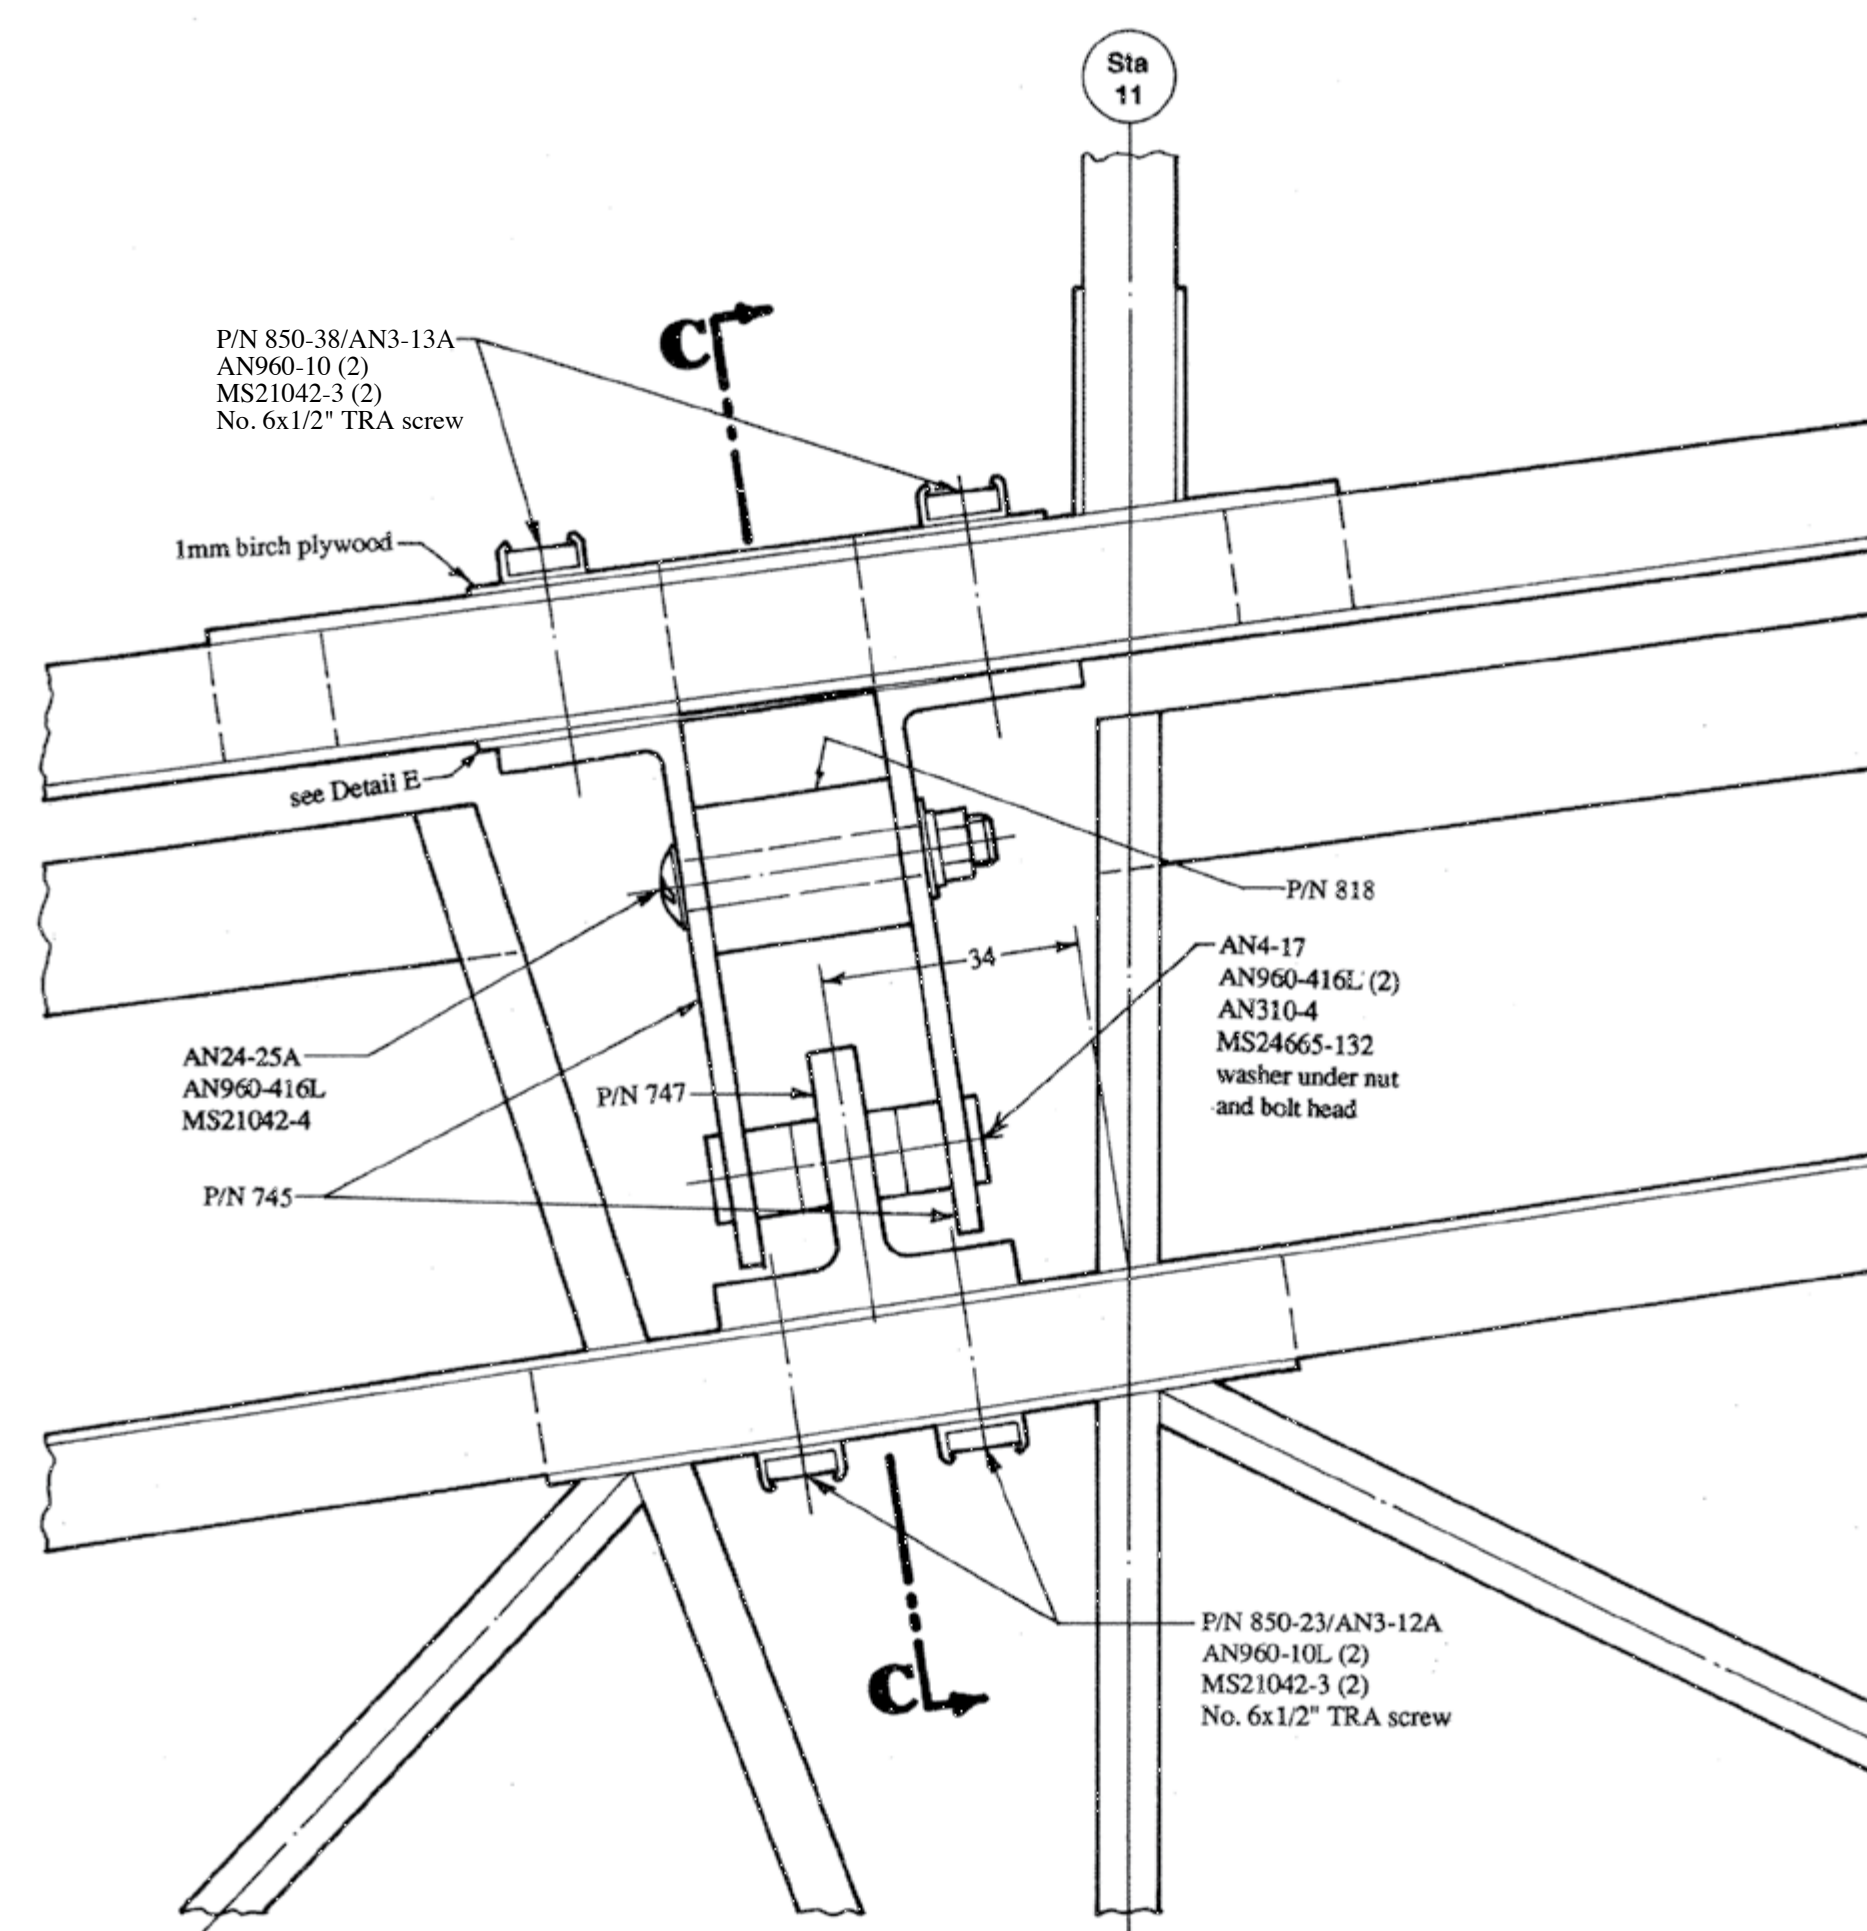 Sta
11
C
P/N 850-38/AN3-13A
AN960-10 (2)
MS21042-3 (2)
No. 6x1/2" TRA screw
1mm birch plywood
see Detail E
P/N 818
34
AN4-17
AN960-416L (2)
AN310-4
MS24665-132
washer under nut
and bolt head
AN24-25A
AN960-416L
MS21042-4
P/N 747
P/N 745
P/N 850-23/AN3-12A
AN960-10L (2)
MS21042-3 (2)
No. 6x1/2" TRA screw
C